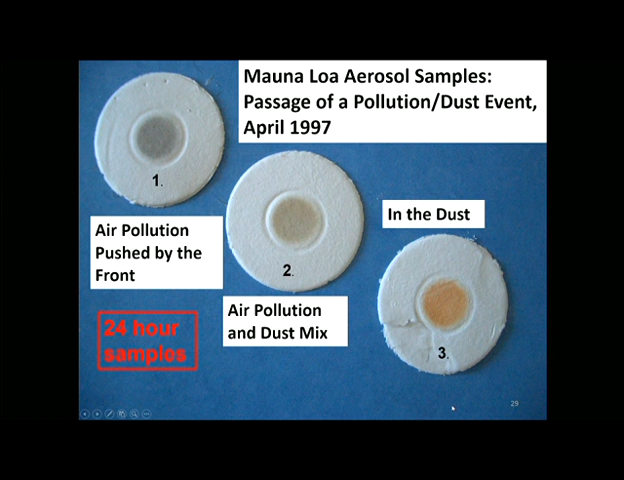 Mauna Loa Aerosol Samples:
Passage of a Pollution/Dust Event,
April 1997
1.
Air Pollution
Pushed by the
Front
2.
Air Pollution
and Dust Mix
In the Dust
3.
24 hour
samples
29